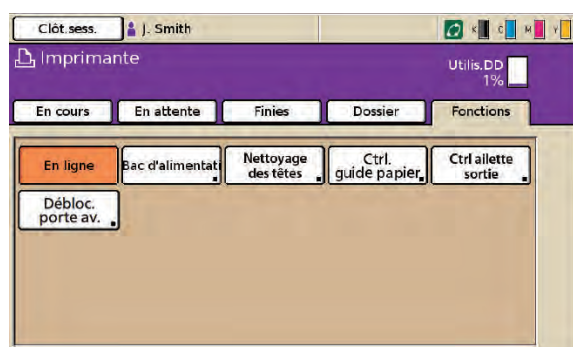 Clôt.sess. J. Smith K C M Y
Imprimante
Utilis.DD
1%
En cours En attente Finies Dossier Fonctions
En ligne Bac d'alimentati Nettoyage des têtes Ctrl. guide papier Ctrl ailette sortie
Débloc.
porte av.